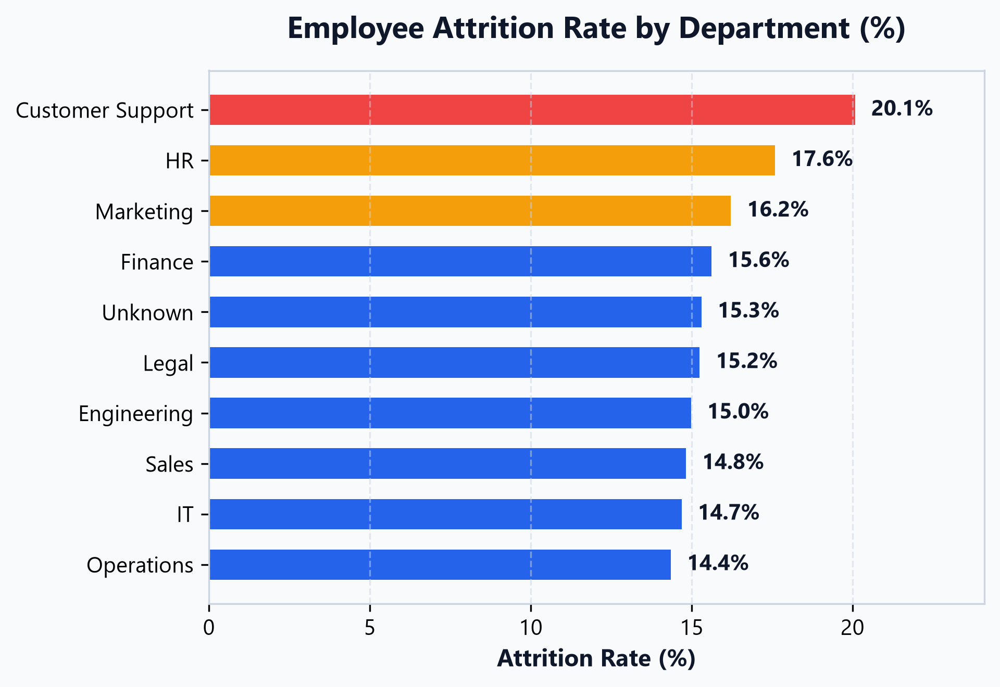 Employee Attrition Rate by Department (%)
Customer Support 20.1%
HR 17.6%
Marketing 16.2%
Finance 15.6%
Unknown 15.3%
Legal 15.2%
Engineering 15.0%
Sales 14.8%
IT 14.7%
Operations 14.4%
0 5 10 15 20
Attrition Rate (%)